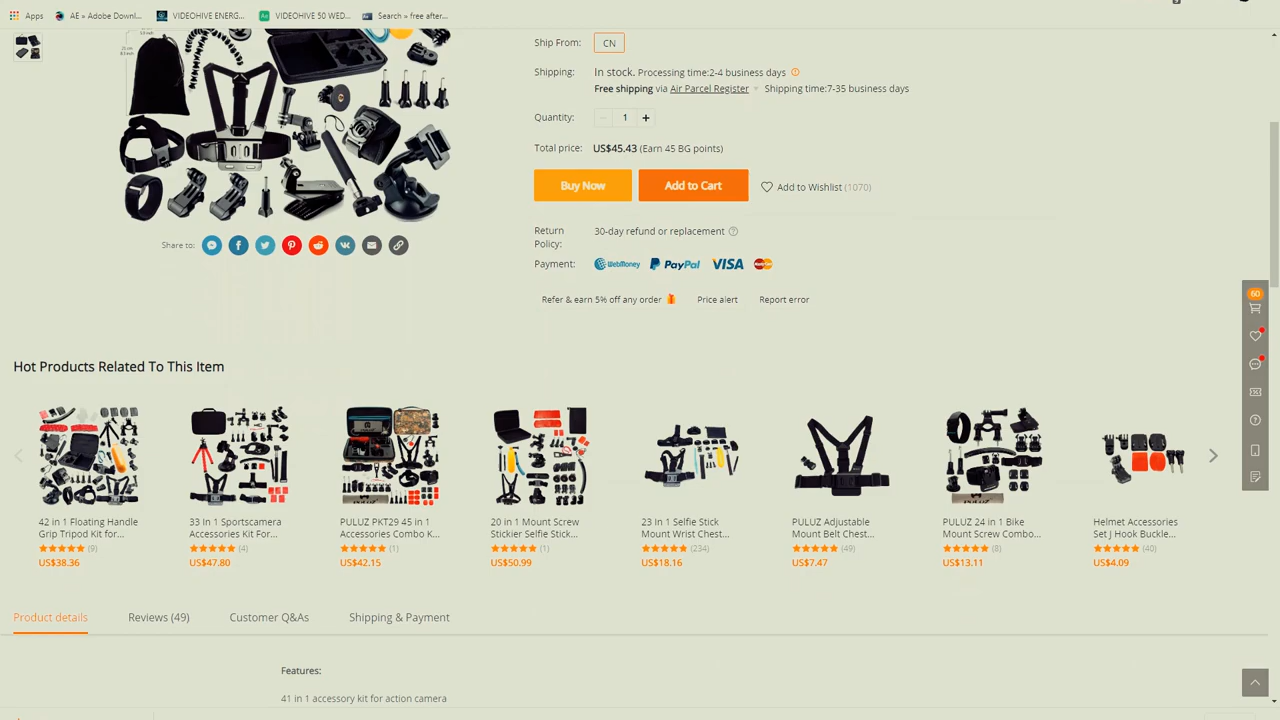 Apps
AE » Adobe Downl...
VIDEOHIVE ENERG...
VIDEOHIVE 50 WED...
Search » free after...
Ship From:
CN
Shipping:
In stock. Processing time:2-4 business days
Free shipping via Air Parcel Register
Shipping time:7-35 business days
Quantity:
1
Total price:
US$45.43 (Earn 45 BG points)
Buy Now
Add to Cart
Add to Wishlist (1070)
Share to:
Return
Policy:
30-day refund or replacement
Payment:
WebMoney
PayPal
VISA
Refer & earn 5% off any order
Price alert
Report error
60
Hot Products Related To This Item
42 in 1 Floating Handle
Grip Tripod Kit for...
(9)
US$38.36
33 In 1 Sportscamera
Accessories Kit For...
(4)
US$47.80
PULUZ PKT29 45 in 1
Accessories Combo K...
(1)
US$42.15
20 in 1 Mount Screw
Stickier Selfie Stick...
(1)
US$50.99
23 In 1 Selfie Stick
Mount Wrist Chest...
(234)
US$18.16
PULUZ Adjustable
Mount Belt Chest...
(49)
US$7.47
PULUZ 24 in 1 Bike
Mount Screw Combo...
(8)
US$13.11
Helmet Accessories
Set J Hook Buckle...
(40)
US$4.09
Product details
Reviews (49)
Customer Q&As
Shipping & Payment
Features:
41 in 1 accessory kit for action camera